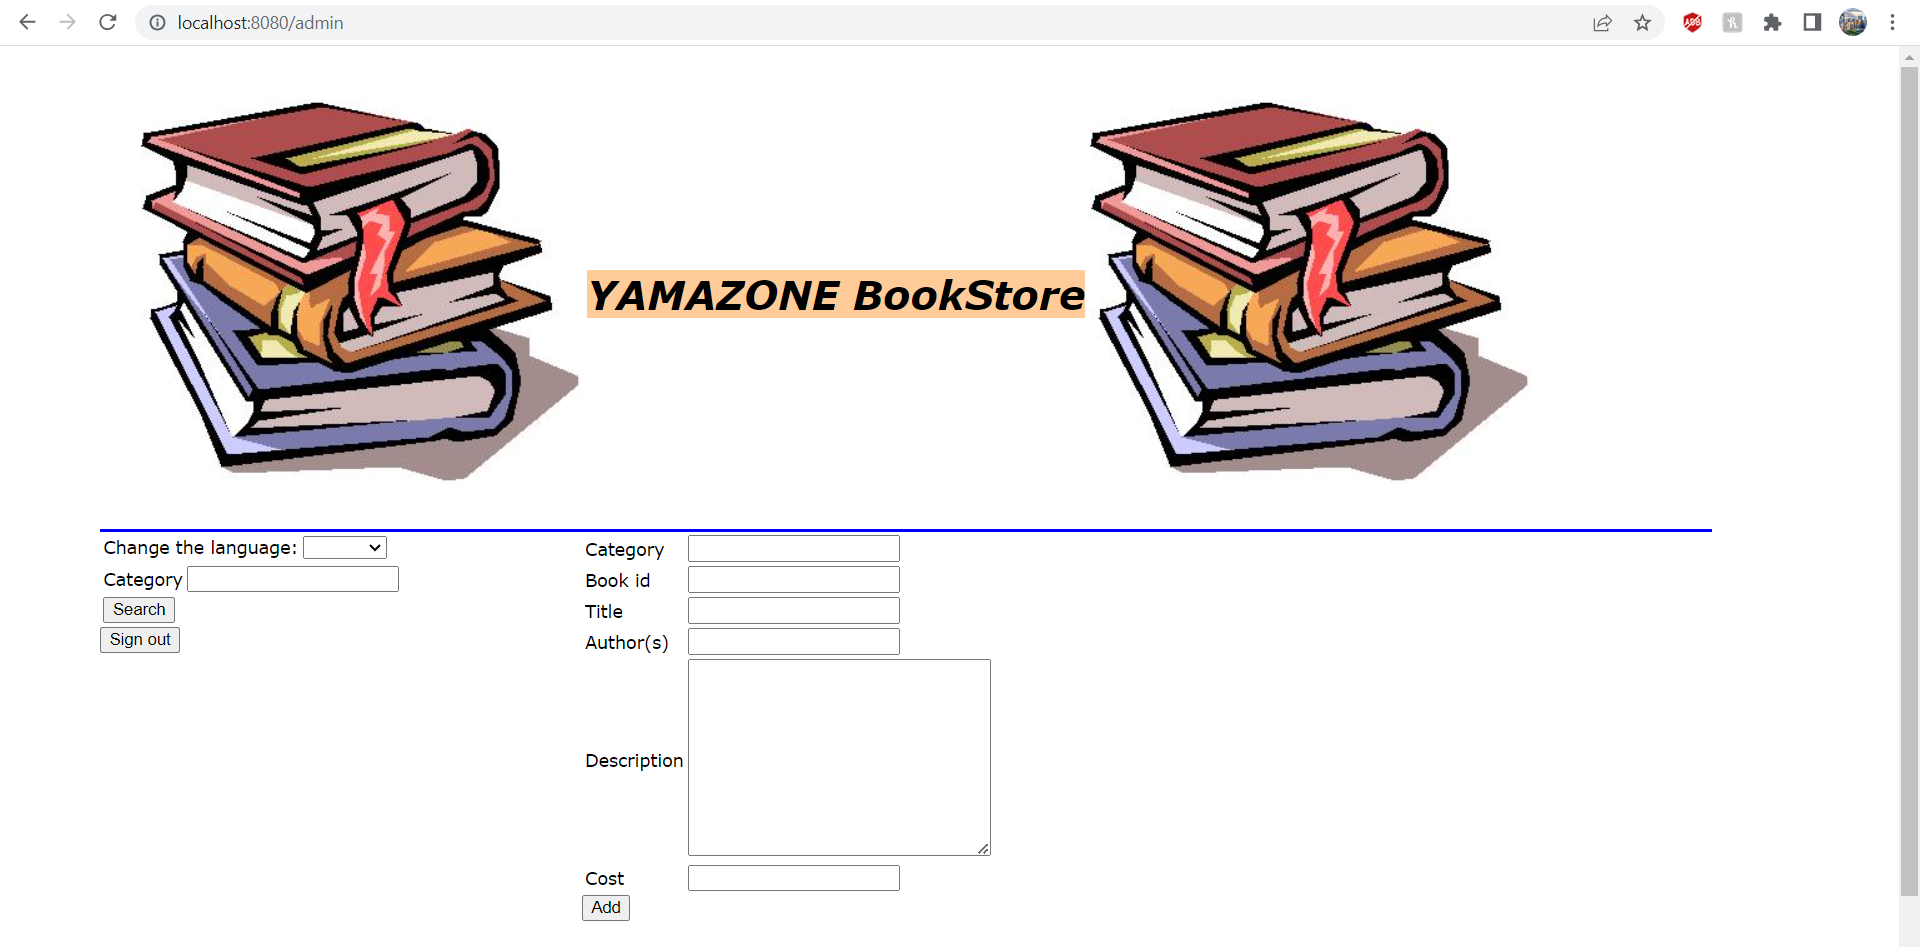 localhost:8080/admin
YAMAZONE BookStore
Change the language:
Category
Search
Sign out
Category
Book id
Title
Author(s)
Description
Cost
Add